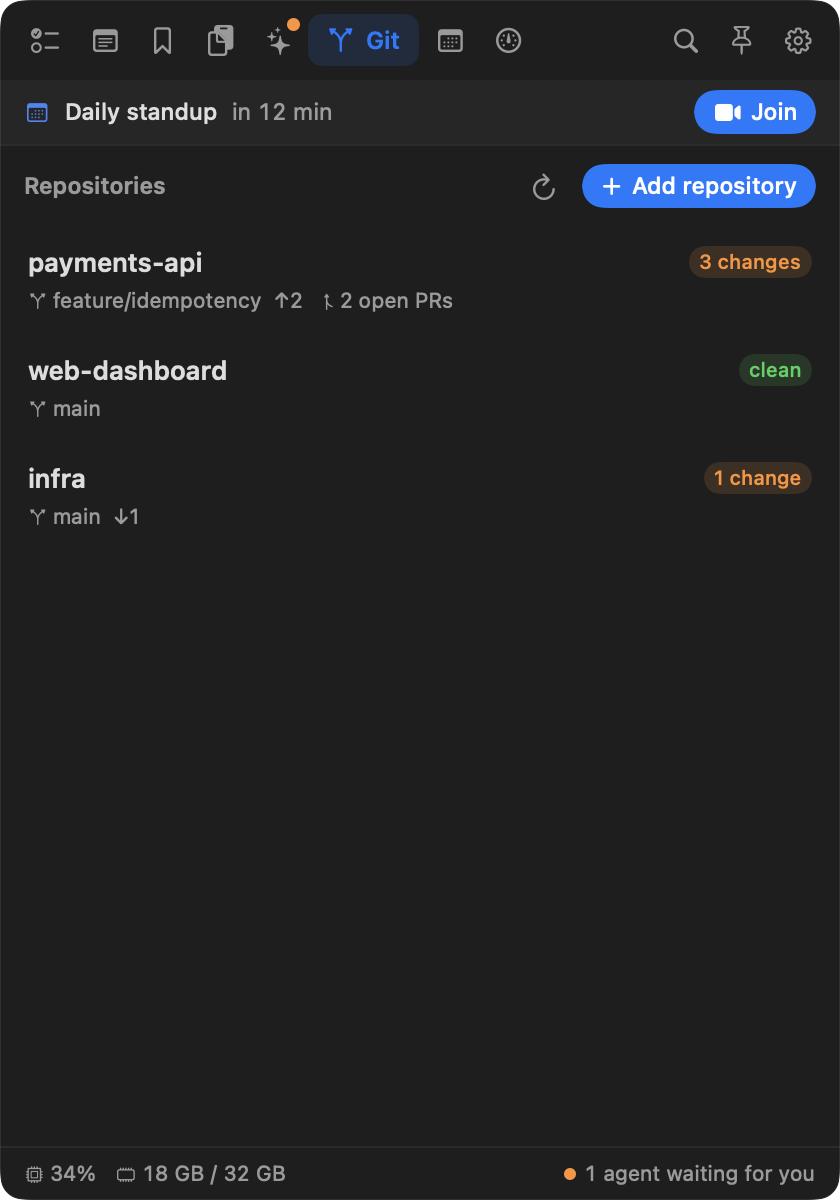 Git
Daily standup in 12 min
Join
Repositories
+ Add repository
payments-api
3 changes
feature/idempotency ↑2 2 open PRs
web-dashboard
clean
main
infra
1 change
main ↓1
34% 18 GB / 32 GB
1 agent waiting for you